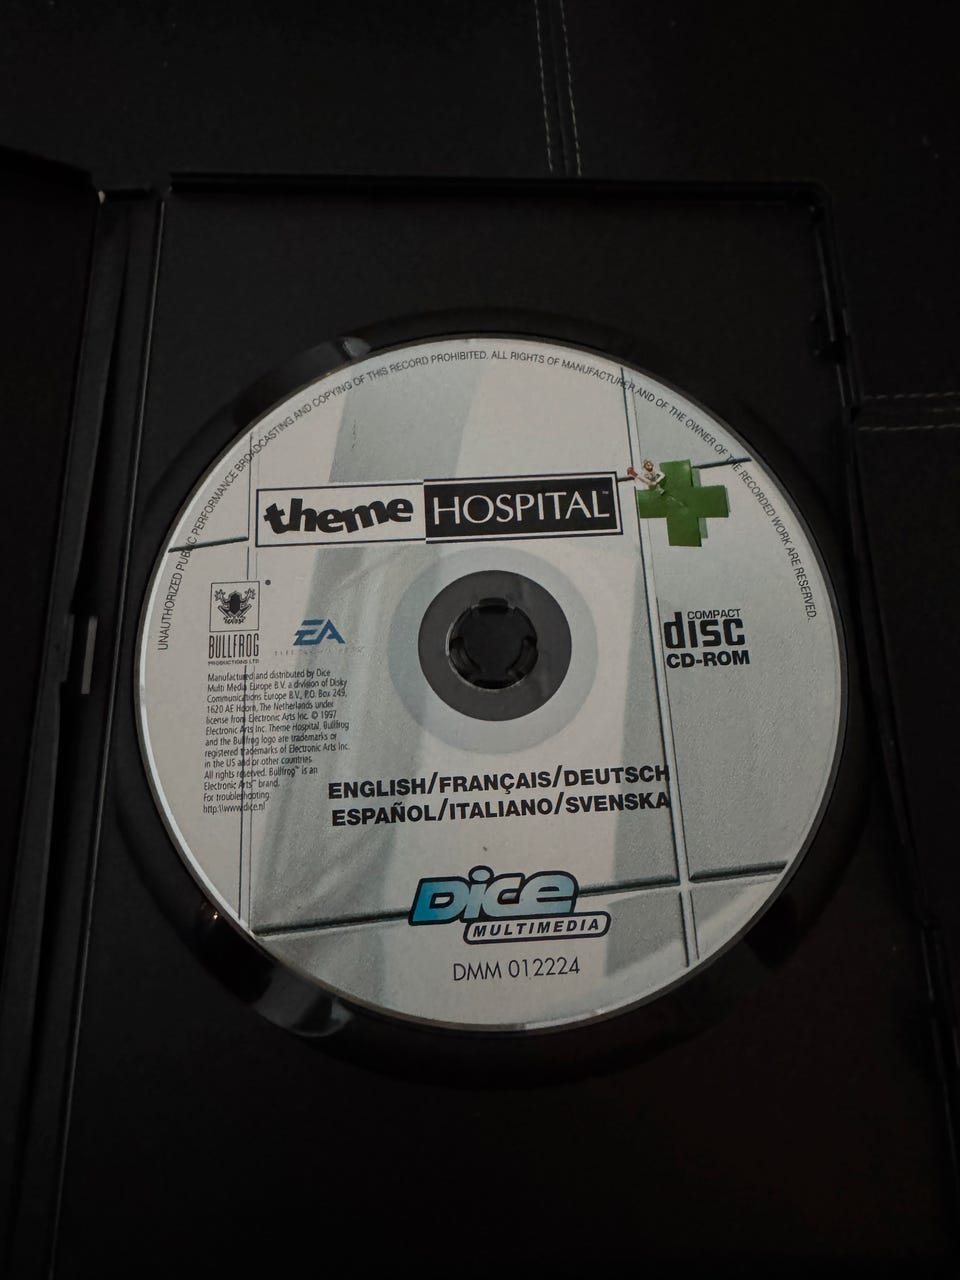 UNAUTHORIZED PUBLIC PERFORMANCE BROADCASTING AND COPYING OF THIS RECORD PROHIBITED. ALL RIGHTS OF MANUFACTURER AND OF THE OWNER OF THE RECORDED WORK ARE RESERVED.
theme HOSPITAL™
BULLFROG
PRODUCTIONS LTD
EA
COMPACT
disc
CD-ROM
Manufactured and distributed by Dice
Multi Media Europe B.V. a division of Disky
Communications Europe B.V., P.O. Box 249,
1620 AE Hoorn, The Netherlands under
license from Electronic Arts Inc. © 1997
Electronic Arts Inc. Theme Hospital, Bullfrog
and the Bullfrog logo are trademarks or
registered trademarks of Electronic Arts Inc.
in the US and/or other countries.
All rights reserved. Bullfrog™ is an
Electronic Arts™ brand.
For troubleshooting:
http:\\www.dice.nl
ENGLISH/FRANÇAIS/DEUTSCH
ESPAÑOL/ITALIANO/SVENSKA
Dice
MULTIMEDIA
DMM 012224